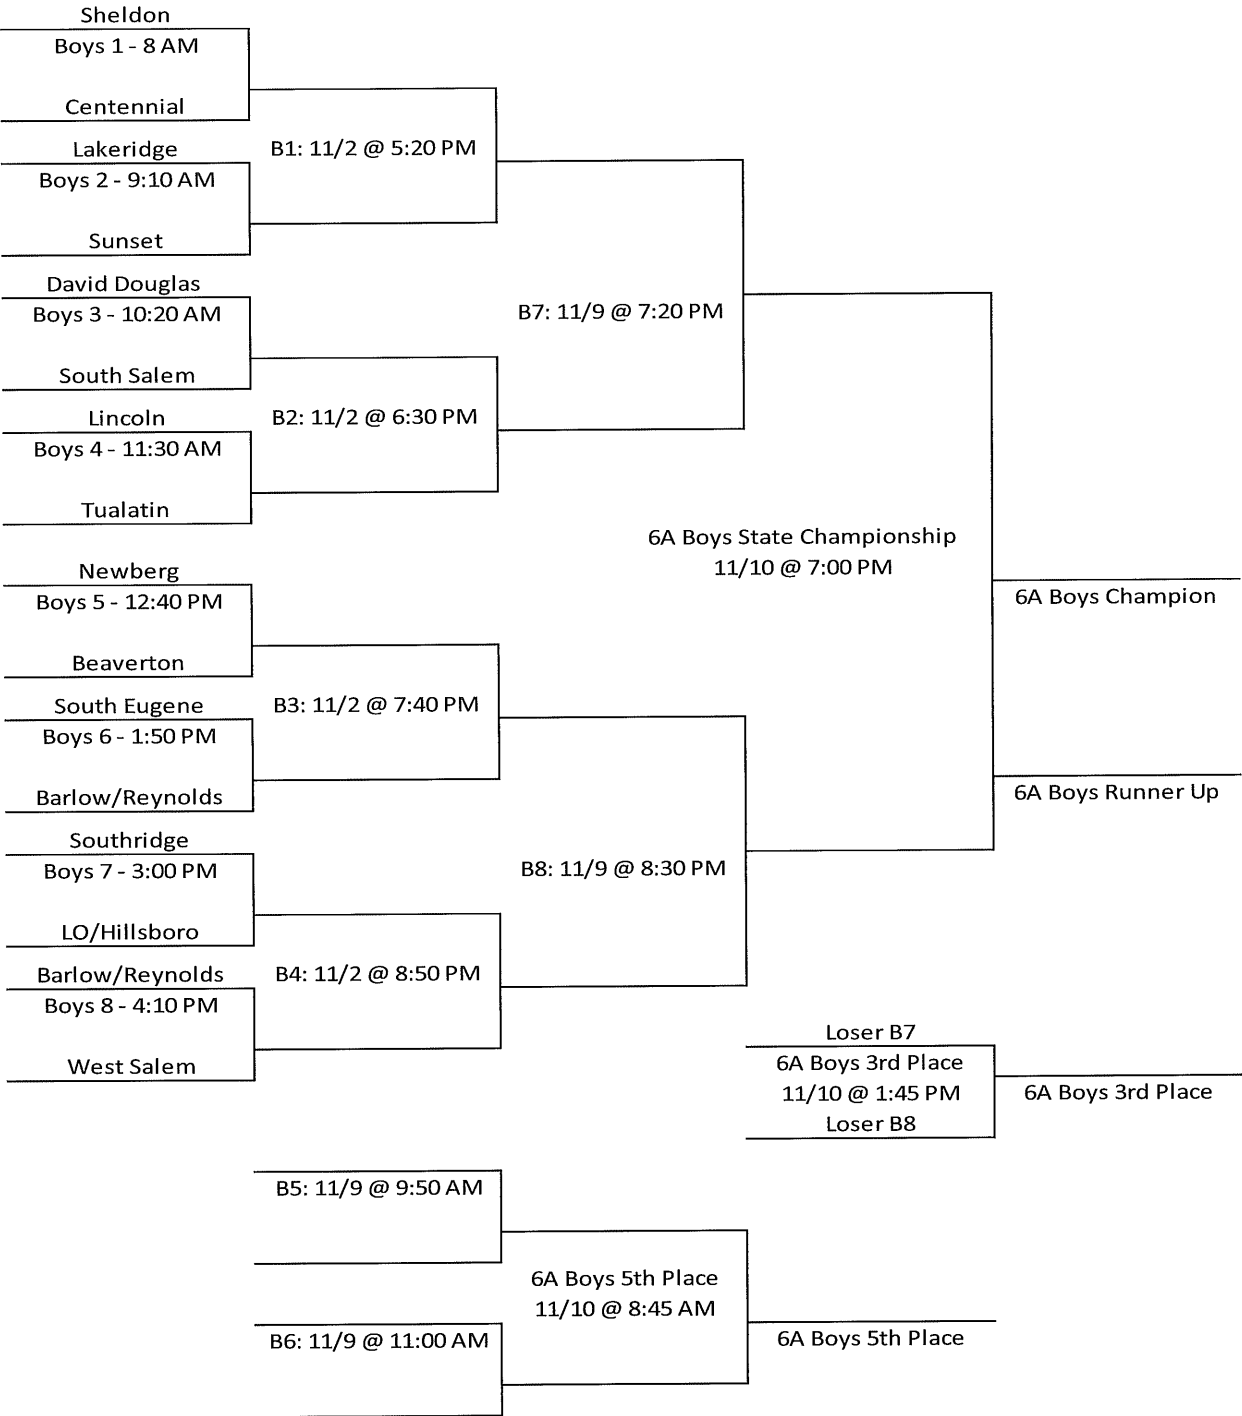 Sheldon
Boys 1 - 8 AM
Centennial
Lakeridge
B1: 11/2 @ 5:20 PM
Boys 2 - 9:10 AM
Sunset
David Douglas
Boys 3 - 10:20 AM
B7: 11/9 @ 7:20 PM
South Salem
Lincoln
B2: 11/2 @ 6:30 PM
Boys 4 - 11:30 AM
Tualatin
6A Boys State Championship
11/10 @ 7:00 PM
Newberg
Boys 5 - 12:40 PM
6A Boys Champion
Beaverton
South Eugene
B3: 11/2 @ 7:40 PM
Boys 6 - 1:50 PM
Barlow/Reynolds
6A Boys Runner Up
Southridge
Boys 7 - 3:00 PM
B8: 11/9 @ 8:30 PM
LO/Hillsboro
Barlow/Reynolds
B4: 11/2 @ 8:50 PM
Boys 8 - 4:10 PM
West Salem
Loser B7
6A Boys 3rd Place
11/10 @ 1:45 PM
6A Boys 3rd Place
Loser B8
B5: 11/9 @ 9:50 AM
6A Boys 5th Place
11/10 @ 8:45 AM
B6: 11/9 @ 11:00 AM
6A Boys 5th Place